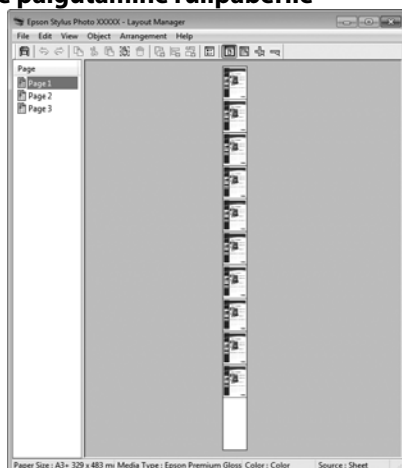 paigutamine rullpaberile
Epson Stylus Photo XXXXX - Layout Manager
File Edit View Object Arrangement Help
Page
Page 1
Page 2
Page 3
Paper Size : A3+ 329 x 483 mm Media Type : Epson Premium Gloss Color : Color Source : Sheet